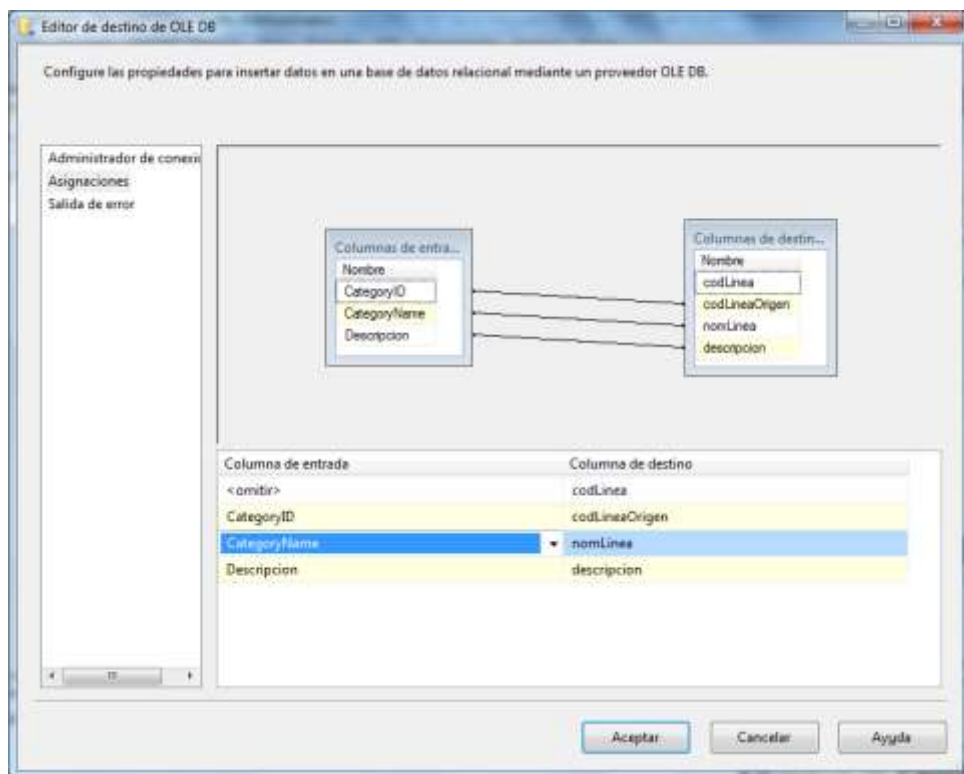 Editor de destino de OLE DB
Configure las propiedades para insertar datos en una base de datos relacional mediante un proveedor OLE DB.
Administrador de conexi
Asignaciones
Salida de error
Columnas de entra...
Nombre
CategoryID
CategoryName
Descripcion
Columnas de destin...
Nombre
codLinea
codLineaOrigen
nomLinea
descripcion
Columna de entrada Columna de destino
<omitir> codLinea
CategoryID codLineaOrigen
CategoryName nomLinea
Descripcion descripcion
Aceptar Cancelar Ayuda